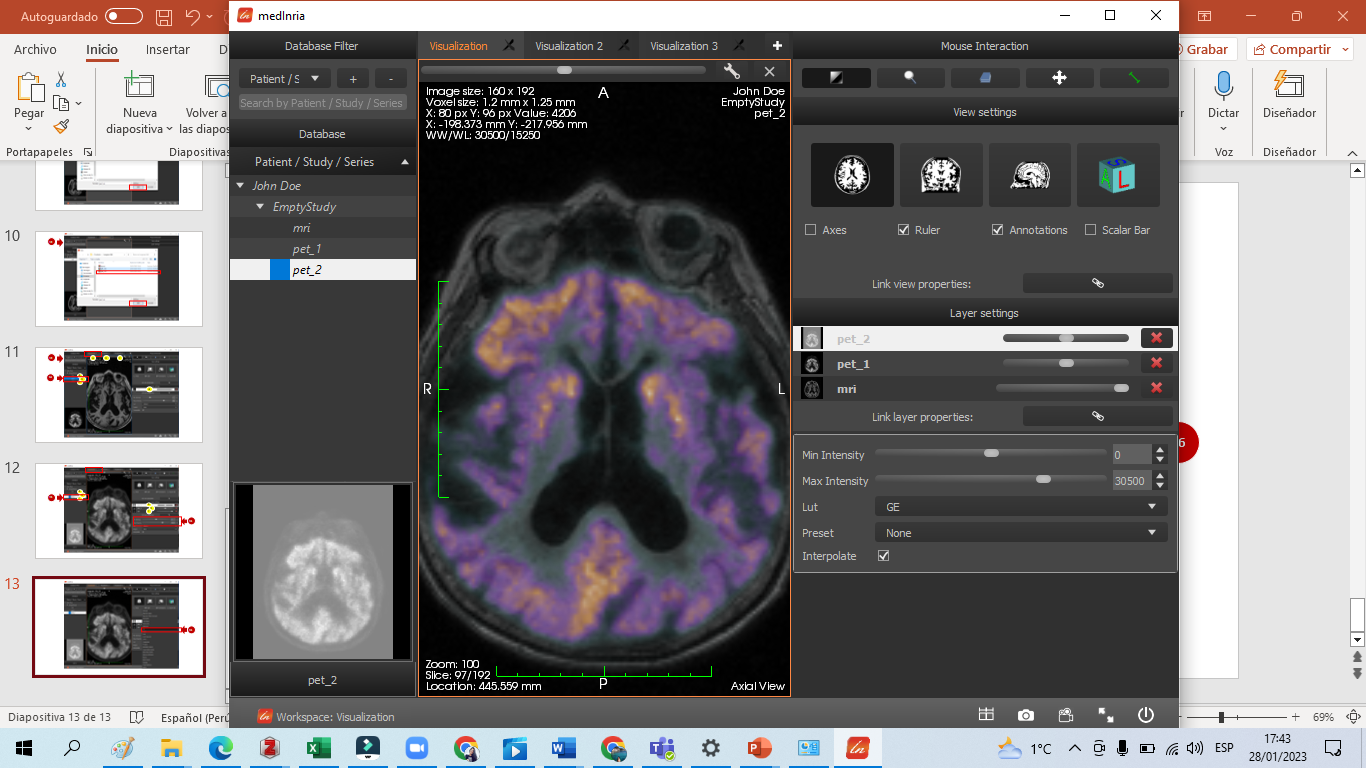 Autoguardado
medInria
Archivo
Inicio
Insertar
Grabar
Compartir
Pegar
Nueva
diapositiva
Volver a
las diapos
Portapapeles
Diapositivas
Dictar
Diseñador
Voz
Diseñador
Database Filter
Patient / S
+
-
Search by Patient / Study / Series
Database
Patient / Study / Series
John Doe
EmptyStudy
mri
pet_1
pet_2
pet_2
Visualization
Visualization 2
Visualization 3
+
Image size: 160 x 192
Voxel size: 1.2 mm x 1.25 mm
X: 80 px Y: 96 px Value: 4206
X: -198.373 mm Y: -217.956 mm
WW/WL: 30500/15250
A
John Doe
EmptyStudy
pet_2
R
L
Zoom: 100
Slice: 97/192
Location: 445.559 mm
P
Axial View
Mouse Interaction
View settings
S
A
L
Axes
Ruler
Annotations
Scalar Bar
Link view properties:
Layer settings
pet_2
pet_1
mri
Link layer properties:
Min Intensity
0
Max Intensity
30500
Lut
GE
Preset
None
Interpolate
Workspace: Visualization
10
11
12
13
6
Diapositiva 13 de 13
Español (Perú
69%
1°C
ESP
17:43
28/01/2023